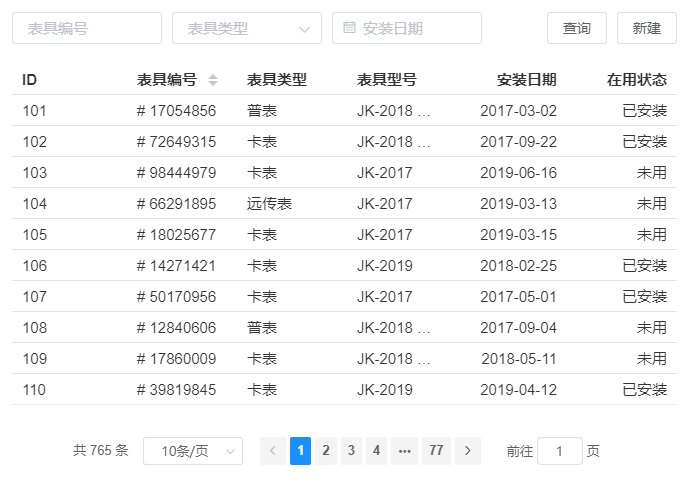 表具编号 表具类型 安装日期 查询 新建
ID 表具编号 表具类型 表具型号 安装日期 在用状态
101 # 17054856 普表 JK-2018 ... 2017-03-02 已安装
102 # 72649315 卡表 JK-2018 ... 2017-09-22 已安装
103 # 98444979 卡表 JK-2017 2019-06-16 未用
104 # 66291895 远传表 JK-2017 2019-03-13 未用
105 # 18025677 卡表 JK-2017 2019-03-15 未用
106 # 14271421 卡表 JK-2019 2018-02-25 已安装
107 # 50170956 卡表 JK-2017 2017-05-01 已安装
108 # 12840606 普表 JK-2018 ... 2017-09-04 未用
109 # 17860009 卡表 JK-2018 ... 2018-05-11 未用
110 # 39819845 卡表 JK-2019 2019-04-12 已安装
共 765 条 10条/页 1 2 3 4 ... 77 前往 1 页